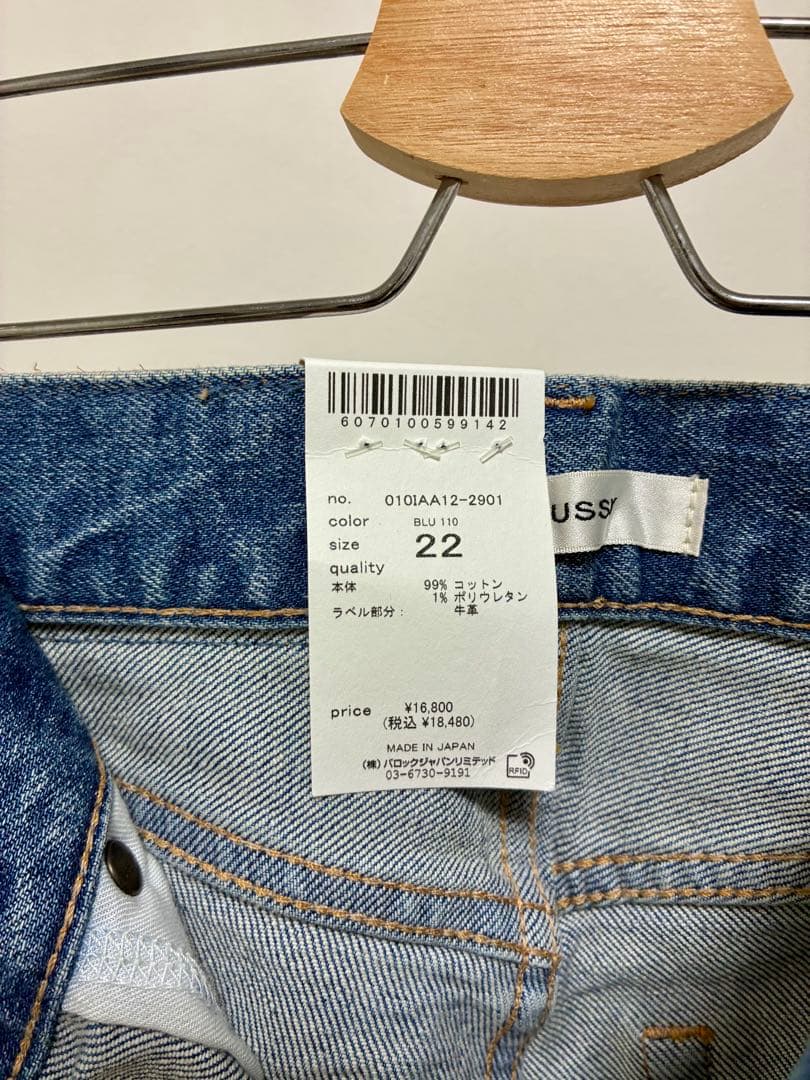 6070100599142
no. 010IAA12-2901
color BLU 110
size 22
quality
本体 99% コットン
1% ポリウレタン
ラベル部分： 牛革
price ¥16,800
(税込 ¥18,480)
MADE IN JAPAN
(株)バロックジャパンリミテッド
03-6730-9191
RFID
USSY